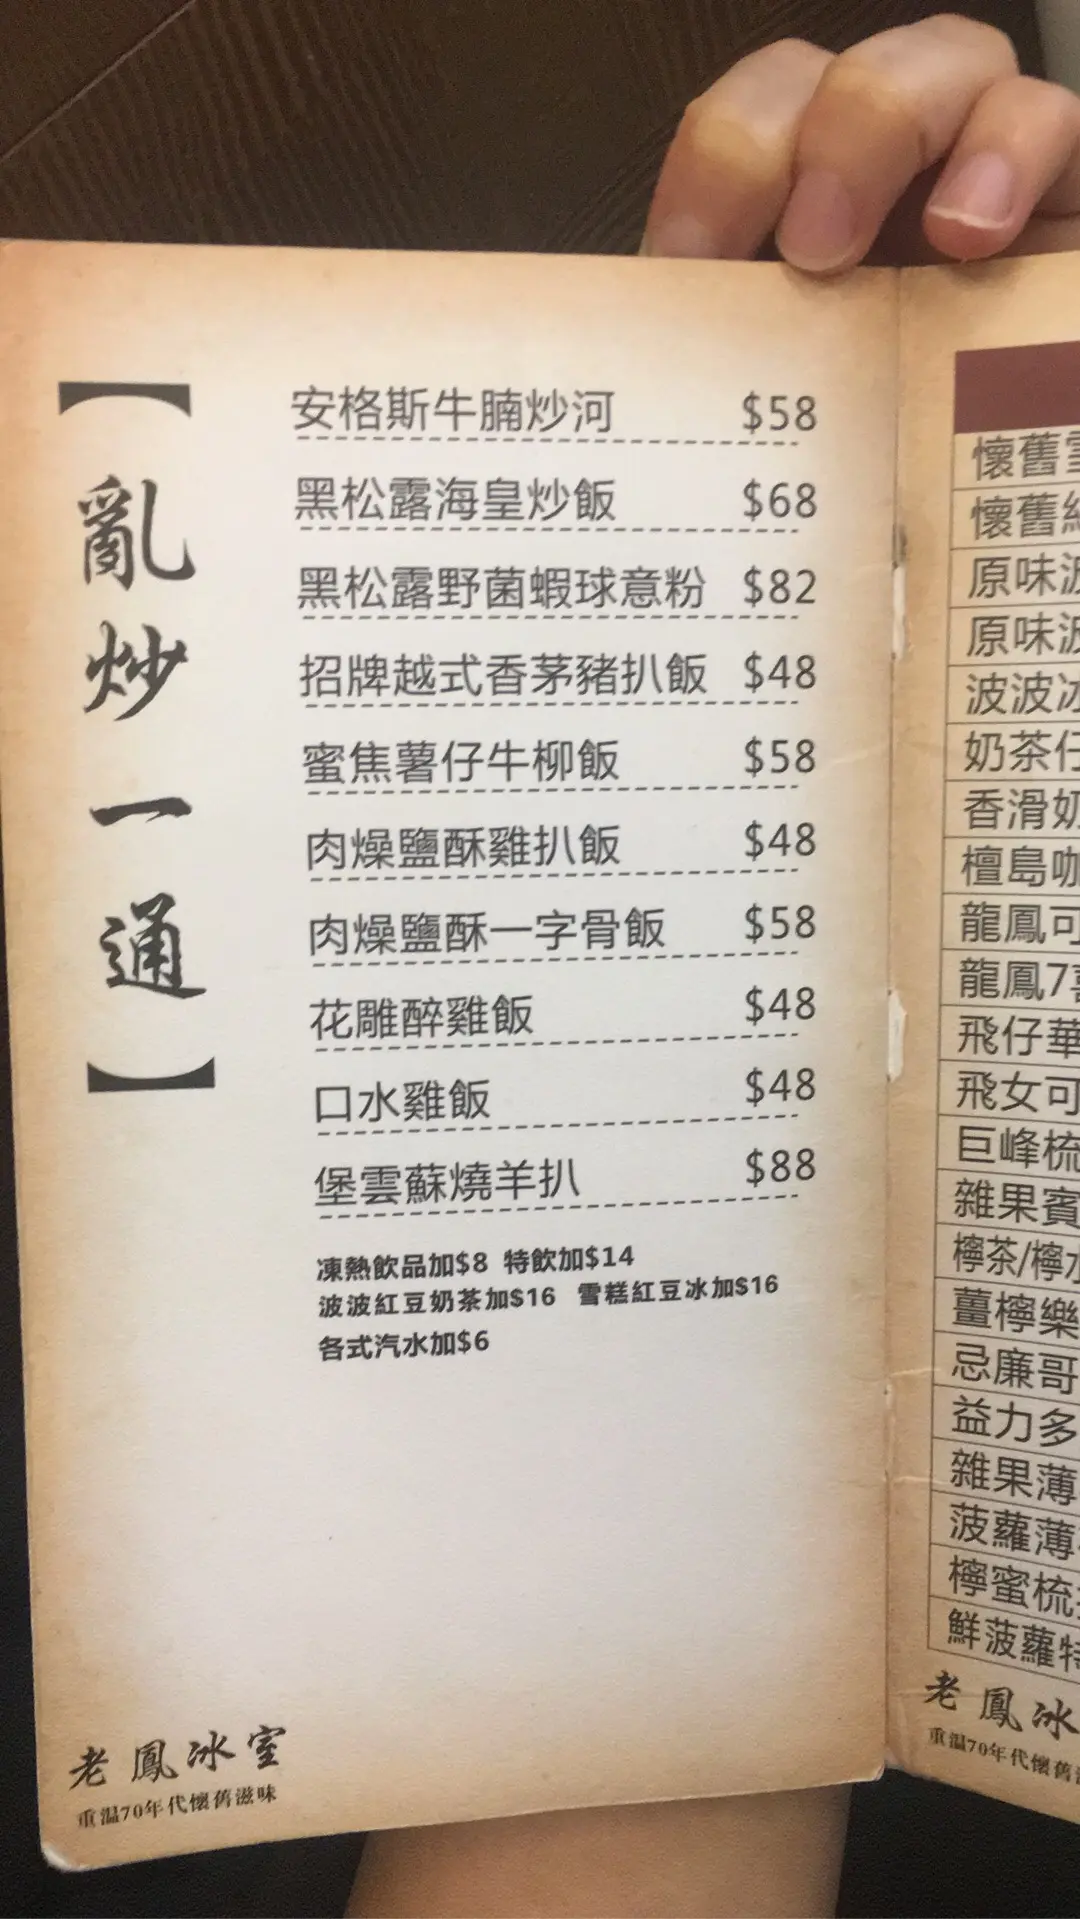 【亂炒一通】
安格斯牛腩炒河 $58
黑松露海皇炒飯 $68
黑松露野菌蝦球意粉 $82
招牌越式香茅豬扒飯 $48
蜜焦薯仔牛柳飯 $58
肉燥鹽酥雞扒飯 $48
肉燥鹽酥一字骨飯 $58
花雕醉雞飯 $48
口水雞飯 $48
堡雲蘇燒羊扒 $88
凍熱飲品加$8 特飲加$14
波波紅豆奶茶加$16 雪糕紅豆冰加$16
各式汽水加$6
老鳳冰室
重温70年代懷舊滋味
懷舊
懷舊
原味
原味
波波
奶茶
香滑
檀島
龍鳳
龍鳳7
飛仔
飛女
巨峰
雜果
檸茶/檸
薑檸樂
忌廉哥
益力多
雜果薄
菠蘿薄
檸蜜梳
鮮菠蘿
老鳳冰
重温70年代懷舊